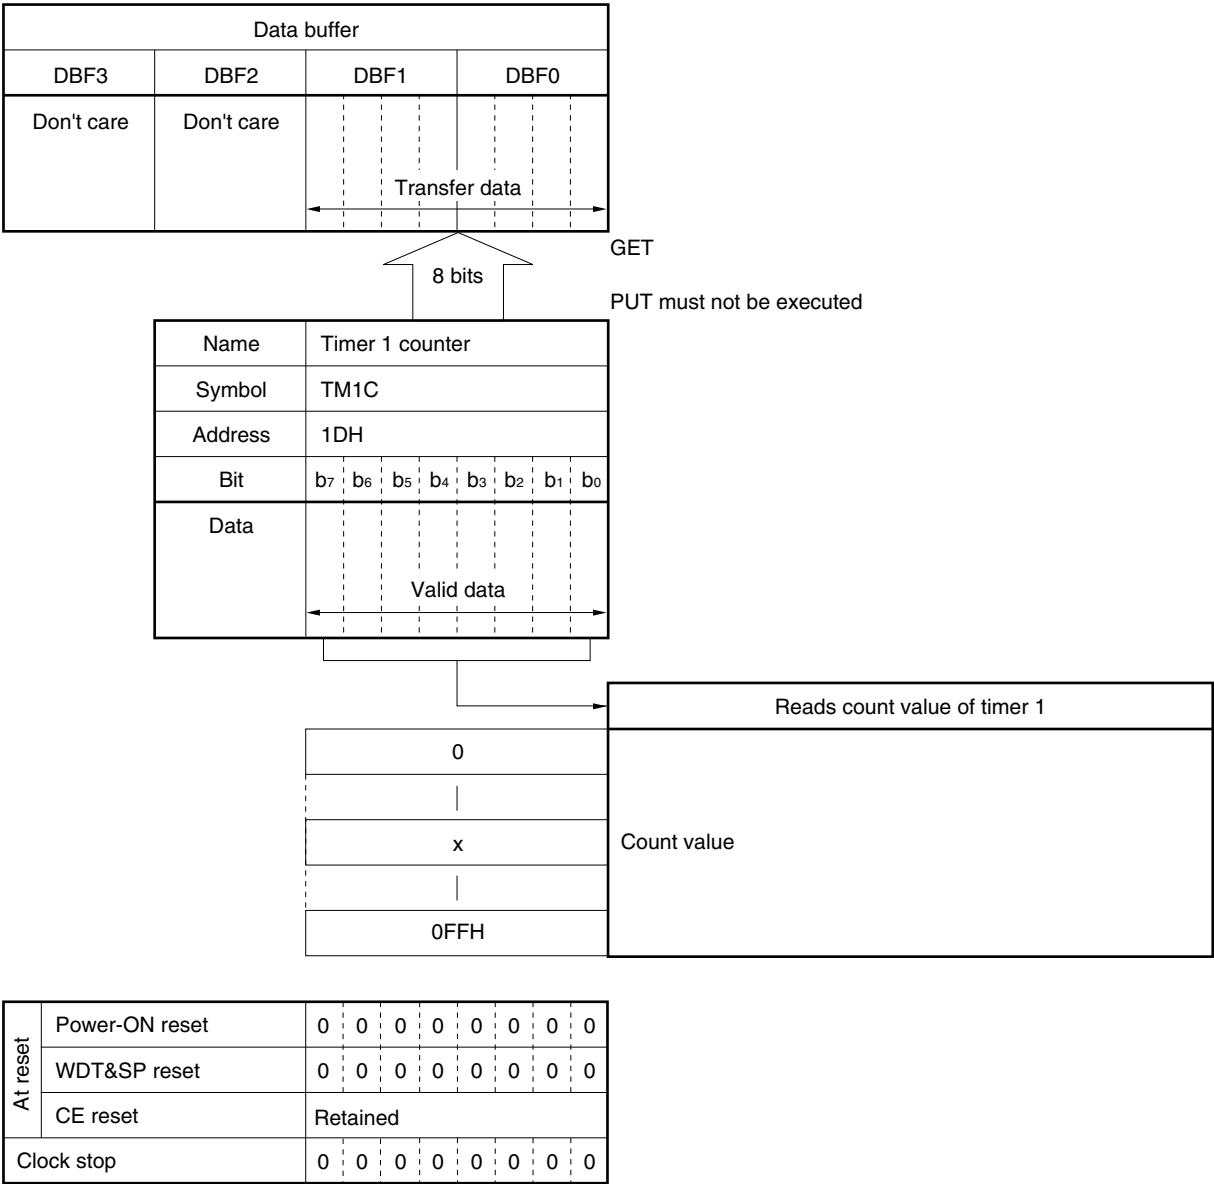 Data buffer
DBF3 DBF2 DBF1 DBF0
Don't care Don't care
Transfer data
GET
8 bits
PUT must not be executed
Name Timer 1 counter
Symbol TM1C
Address 1DH
Bit b7 b6 b5 b4 b3 b2 b1 b0
Data
Valid data
Reads count value of timer 1
0
x
Count value
0FFH
At reset
Power-ON reset 0 0 0 0 0 0 0 0
WDT&SP reset 0 0 0 0 0 0 0 0
CE reset Retained
Clock stop 0 0 0 0 0 0 0 0